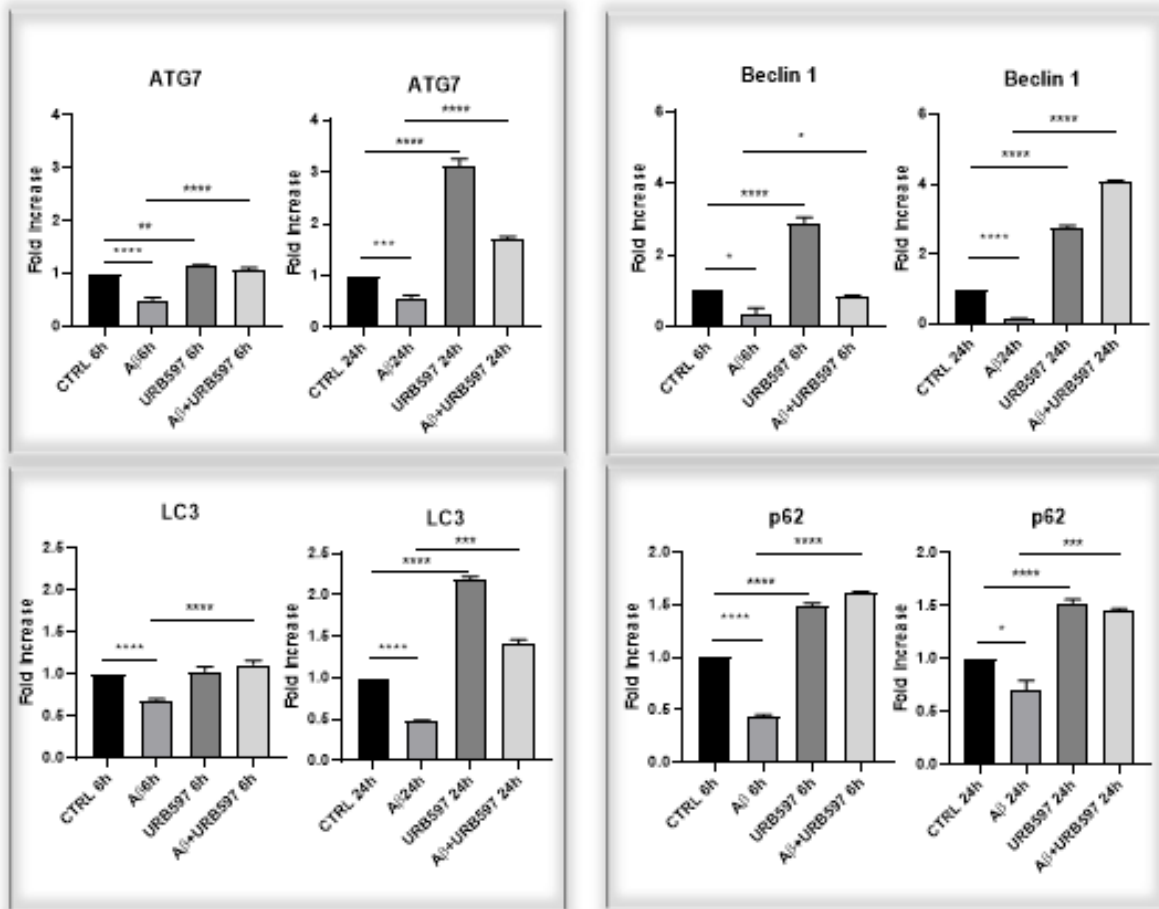 ATG7
Fold Increase
4
3
2
1
0
****
##
****
CTRL 6h
Aβ6h
URB597 6h
Aβ+URB597 6h
ATG7
Fold Increase
4
3
2
1
0
****
****
***
CTRL 24h
Aβ24h
URB597 24h
Aβ+URB597 24h
Beclin 1
Fold Increase
6
4
2
0
*
****
*
CTRL 6h
Aβ6h
URB597 6h
Aβ+URB597 6h
Beclin 1
Fold Increase
6
4
2
0
****
****
****
CTRL 24h
Aβ24h
URB597 24h
Aβ+URB597 24h
LC3
Fold Increase
2.5
2.0
1.5
1.0
0.5
0.0
****
****
CTRL 6h
Aβ6h
URB597 6h
Aβ+URB597 6h
LC3
Fold Increase
2.5
2.0
1.5
1.0
0.5
0.0
***
****
****
CTRL 24h
Aβ24h
URB597 24h
Aβ+URB597 24h
p62
Fold Increase
2.0
1.5
1.0
0.5
0.0
****
****
****
CTRL 6h
Aβ 6h
URB597 6h
Aβ+URB597 6h
p62
Fold Increase
2.0
1.5
1.0
0.5
0.0
***
****
*
CTRL 24h
Aβ 24h
URB597 24h
Aβ+URB597 24h